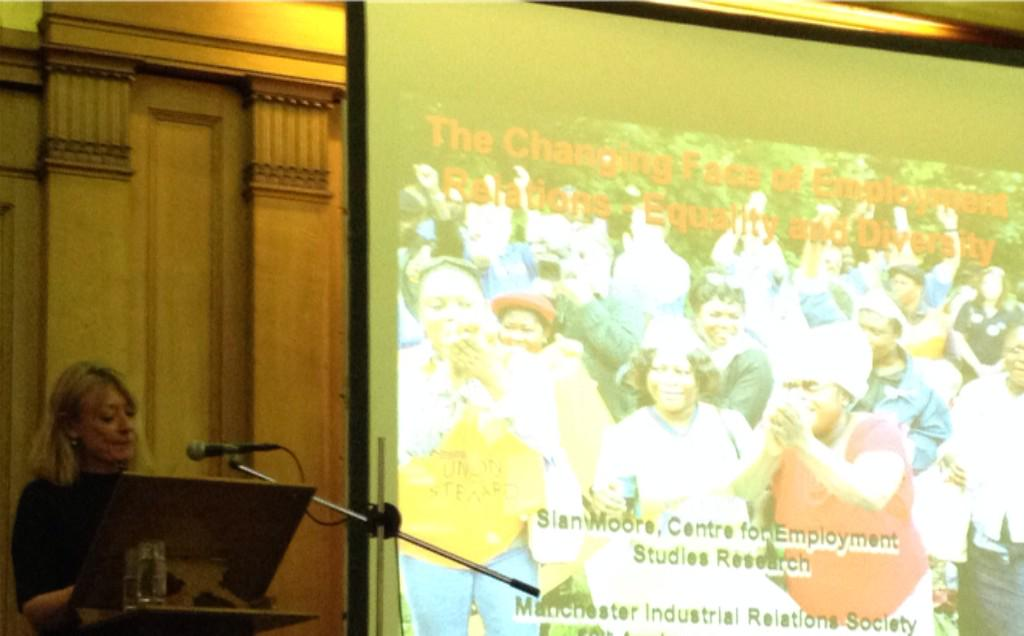 The Changing Face of Employment
Relations - Equality and Diversity
UNION
STEWARD
Sian Moore, Centre for Employment
Studies Research
Manchester Industrial Relations Society